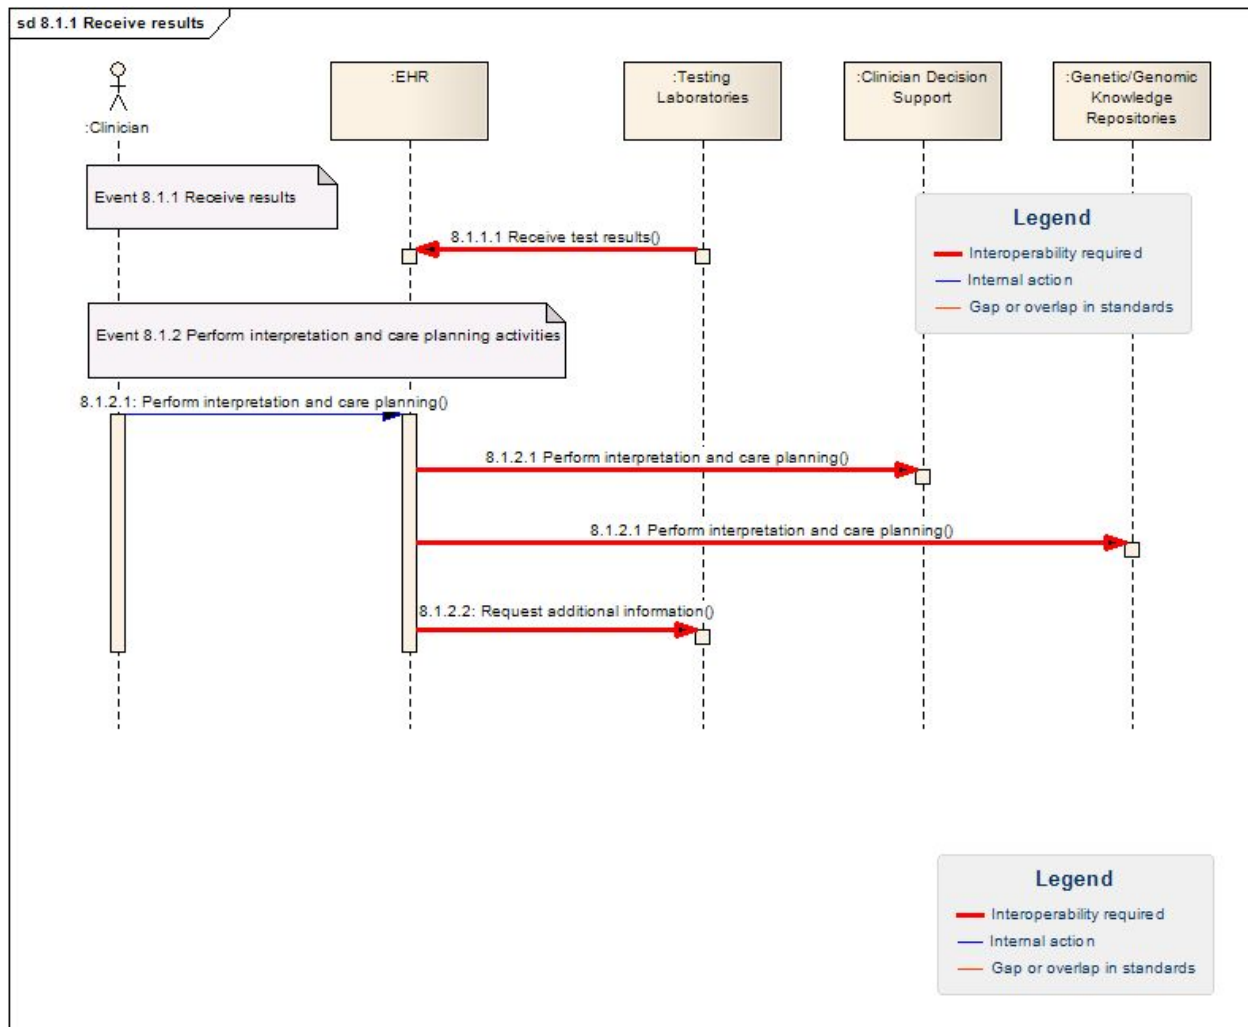 sd 8.1.1 Receive results
:Clinician
:EHR
:Testing
Laboratories
:Clinician Decision
Support
:Genetic/Genomic
Knowledge
Repositories
Event 8.1.1 Receive results
8.1.1.1 Receive test results()
Legend
Interoperability required
Internal action
Gap or overlap in standards
Event 8.1.2 Perform interpretation and care planning activities
8.1.2.1: Perform interpretation and care planning()
8.1.2.1 Perform interpretation and care planning()
8.1.2.1 Perform interpretation and care planning()
8.1.2.2: Request additional information()
Legend
Interoperability required
Internal action
Gap or overlap in standards